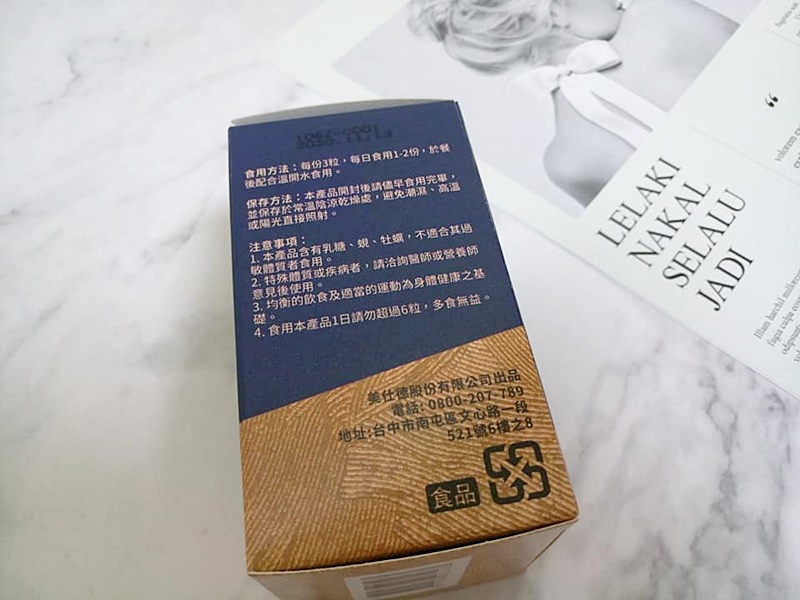 2020.11.13
食用方法：每份3粒，每日食用1-2份，於餐
後配合溫開水食用。
保存方法：本產品開封後請儘早食用完畢，
並保存於常溫陰涼乾燥處，避免潮濕、高溫
或陽光直接照射。
注意事項：
1. 本產品含有乳糖、蜆、牡蠣，不適合其過
敏體質者食用。
2. 特殊體質或疾病者，請洽詢醫師或營養師
意見後使用。
3. 均衡的飲食及適當的運動為身體健康之基
礎。
4. 食用本產品1日請勿超過6粒，多食無益。
美仕德股份有限公司出品
電話: 0800-207-789
地址:台中市南屯區文心路一段
521號6樓之8
食品
“
volorem
LELAKI
NAKAL
SELALU
JADI
Illum harchil
fugia culpa